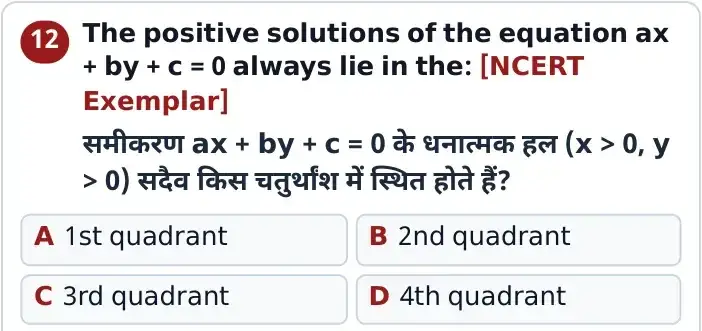 12 The positive solutions of the equation ax
+ by + c = 0 always lie in the: [NCERT
Exemplar]
समीकरण ax + by + c = 0 के धनात्मक हल (x > 0, y
> 0) सदैव किस चतुर्थांश में स्थित होते हैं?
A 1st quadrant
B 2nd quadrant
C 3rd quadrant
D 4th quadrant